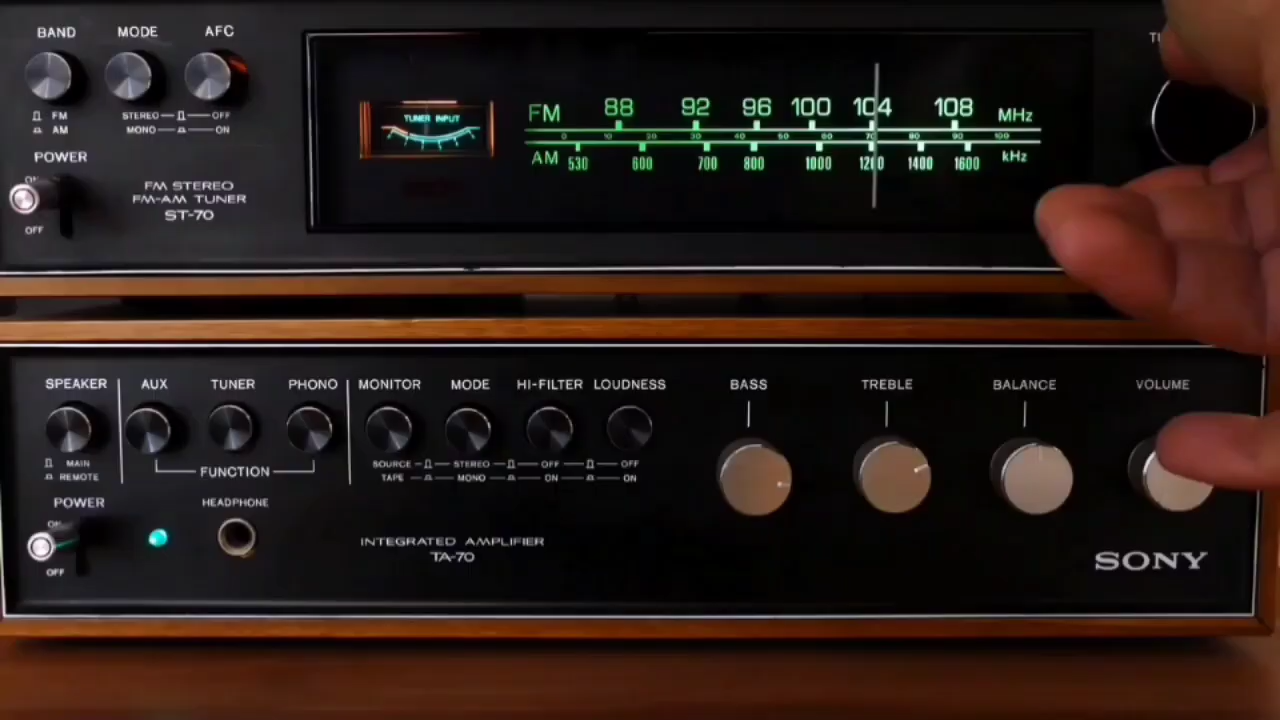 BAND MODE AFC
TUNER INPUT
FM 88 92 96 100 104 108 MHz
0 10 20 30 40 50 60 70 80 90 100
AM 530 600 700 800 1000 1200 1400 1600 kHz
FM STEREO OFF
AM MONO ON
POWER
ON
OFF
FM STEREO
FM-AM TUNER
ST-70
SPEAKER AUX TUNER PHONO MONITOR MODE HI-FILTER LOUDNESS BASS TREBLE BALANCE VOLUME
MAIN SOURCE STEREO OFF OFF
REMOTE TAPE MONO ON ON
FUNCTION
POWER HEADPHONE
ON
OFF
INTEGRATED AMPLIFIER
TA-70
SONY